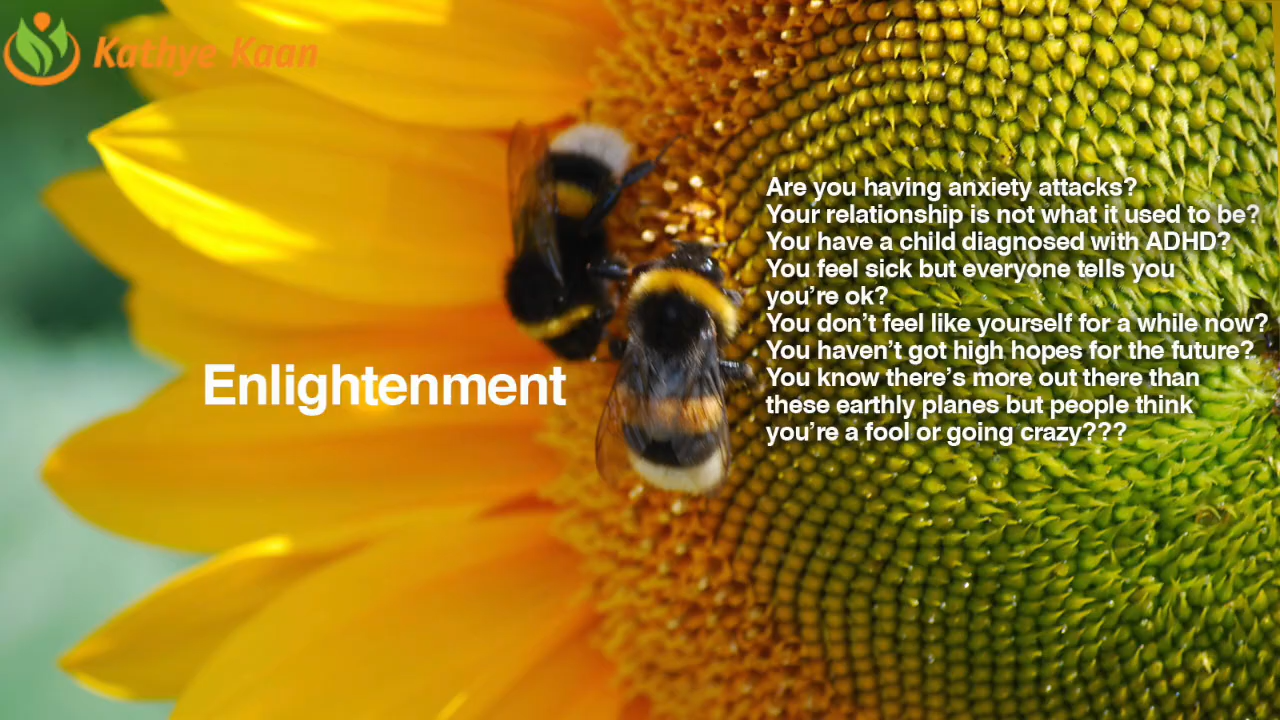 Kathye Kaan
Enlightenment
Are you having anxiety attacks?
Your relationship is not what it used to be?
You have a child diagnosed with ADHD?
You feel sick but everyone tells you
you're ok?
You don't feel like yourself for a while now?
You haven't got high hopes for the future?
You know there's more out there than
these earthly planes but people think
you're a fool or going crazy???